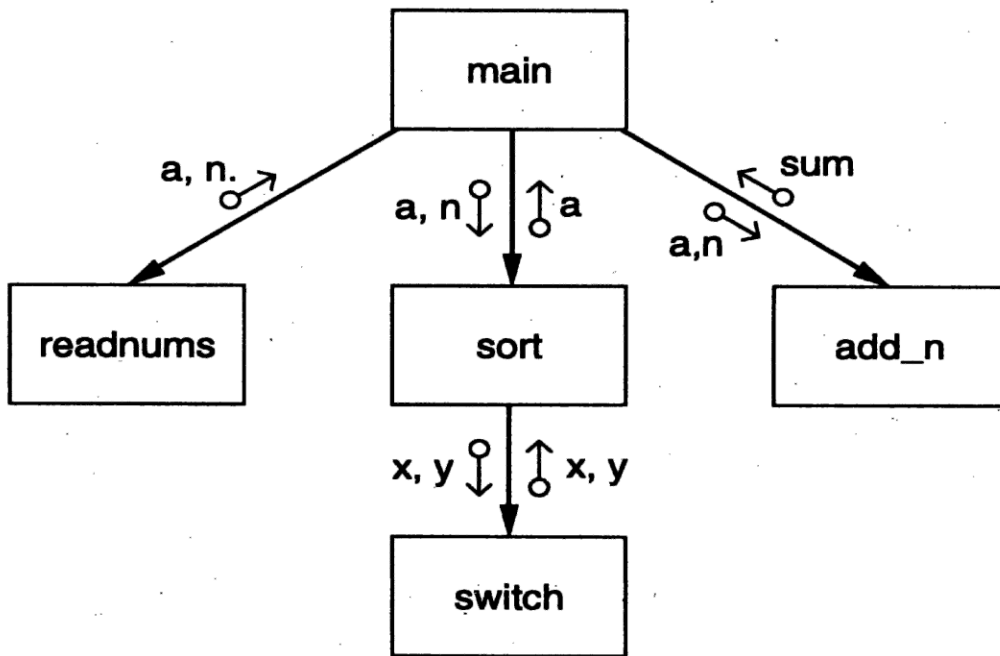 main
a, n.
sum
a, n
a
a,n
readnums
sort
add_n
x, y
x, y
switch